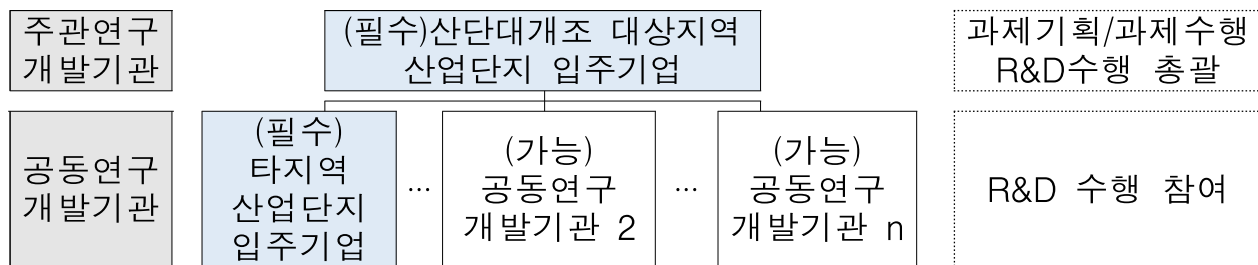 주관연구
개발기관
(필수)산단대개조 대상지역
산업단지 입주기업
과제기획/과제수행
R&D수행 총괄
공동연구
개발기관
(필수)
타지역
산업단지
입주기업
...
(가능)
공동연구
개발기관 2
...
(가능)
공동연구
개발기관 n
R&D 수행 참여